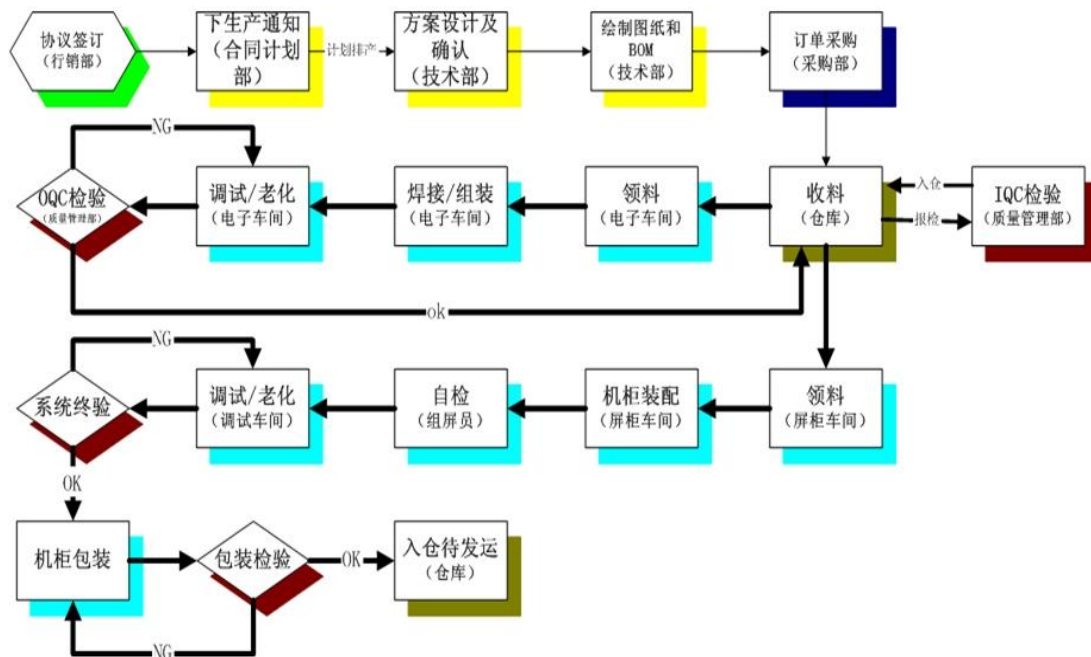 协议签订
（行销部）
下生产通知
（合同计划
部）
计划排产
方案设计及
确认
（技术部）
绘制图纸和
BOM
（技术部）
订单采购
（采购部）
NG
OQC检验
（质量管理部）
调试/老化
（电子车间）
焊接/组装
（电子车间）
领料
（电子车间）
收料
（仓库）
入仓
报检
IQC检验
（质量管理部）
ok
NG
系统终验
调试/老化
（调试车间）
自检
（组屏员）
机柜装配
（屏柜车间）
领料
（屏柜车间）
OK
机柜包装
包装检验
OK
入仓待发运
（仓库）
NG